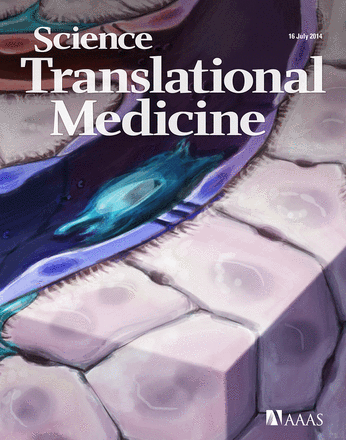 Science
16 July 2014
Translational
Medicine
AAAS